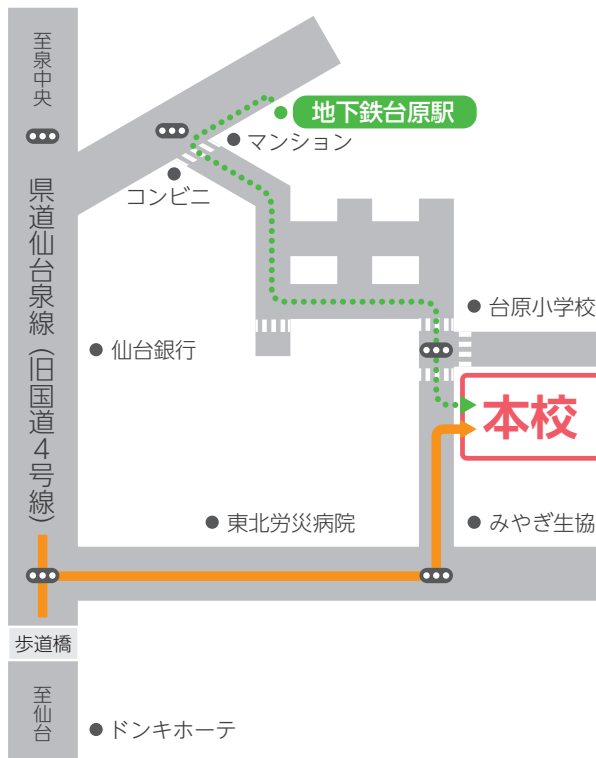 至泉中央
地下鉄台原駅
マンション
コンビニ
県道仙台泉線(旧国道4号線)
台原小学校
仙台銀行
本校
東北労災病院
みやぎ生協
歩道橋
至仙台
ドンキホーテ